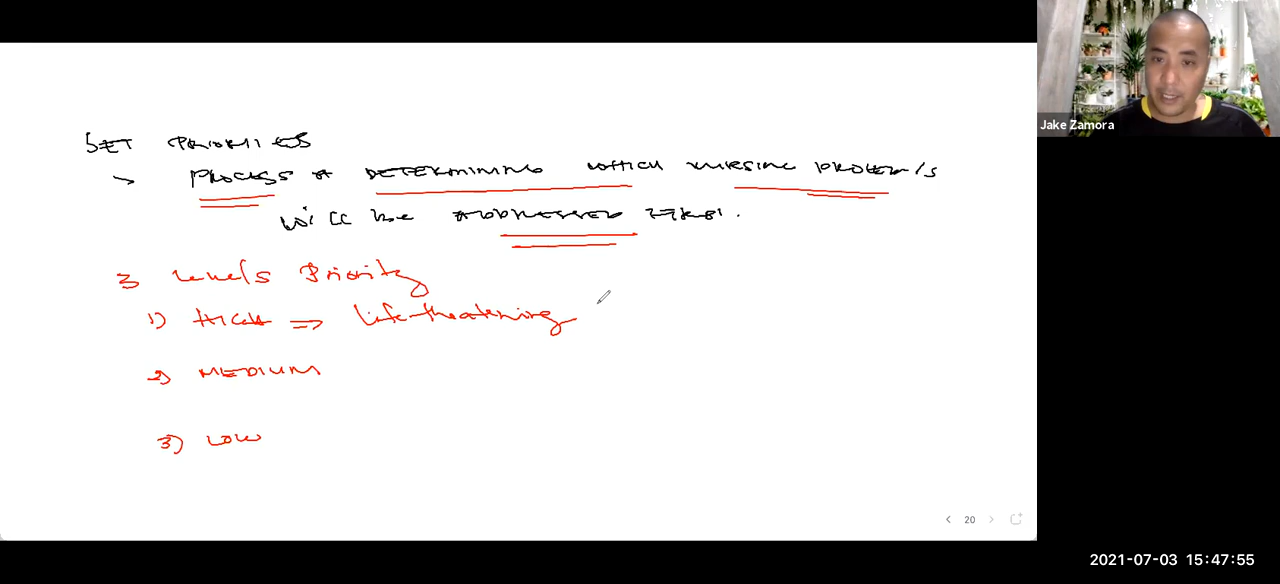 SET PRIORITIES
→ PROCESS of DETERMINING WHICH NURSING PROBLEM/S
WILL be ADDRESSED FIRST.
3 Levels Priority
1) HIGH ⇒ life-threatening
2) MEDIUM
3) LOW
Jake Zamora
20
2021-07-03 15:47:55